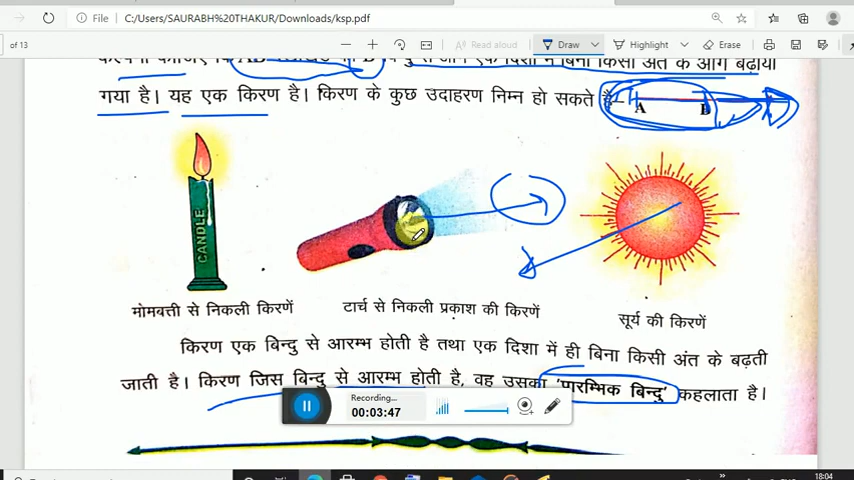 File
C:/Users/SAURABH%20THAKUR/Downloads/ksp.pdf
of 13
Read aloud
Draw
Highlight
Erase
गया है। यह एक किरण है। किरण के कुछ उदाहरण निम्न हो सकते है–
A B
CANDLE
मोमबत्ती से निकली किरणें
टार्च से निकली प्रकाश की किरणें
सूर्य की किरणें
किरण एक बिन्दु से आरम्भ होती है तथा एक दिशा में ही बिना किसी अंत के बढ़ती
जाती है। किरण जिस बिन्दु से आरम्भ होती है, वह उसका 'प्रारम्भिक बिन्दु' कहलाता है।
Recording...
00:03:47
18:04